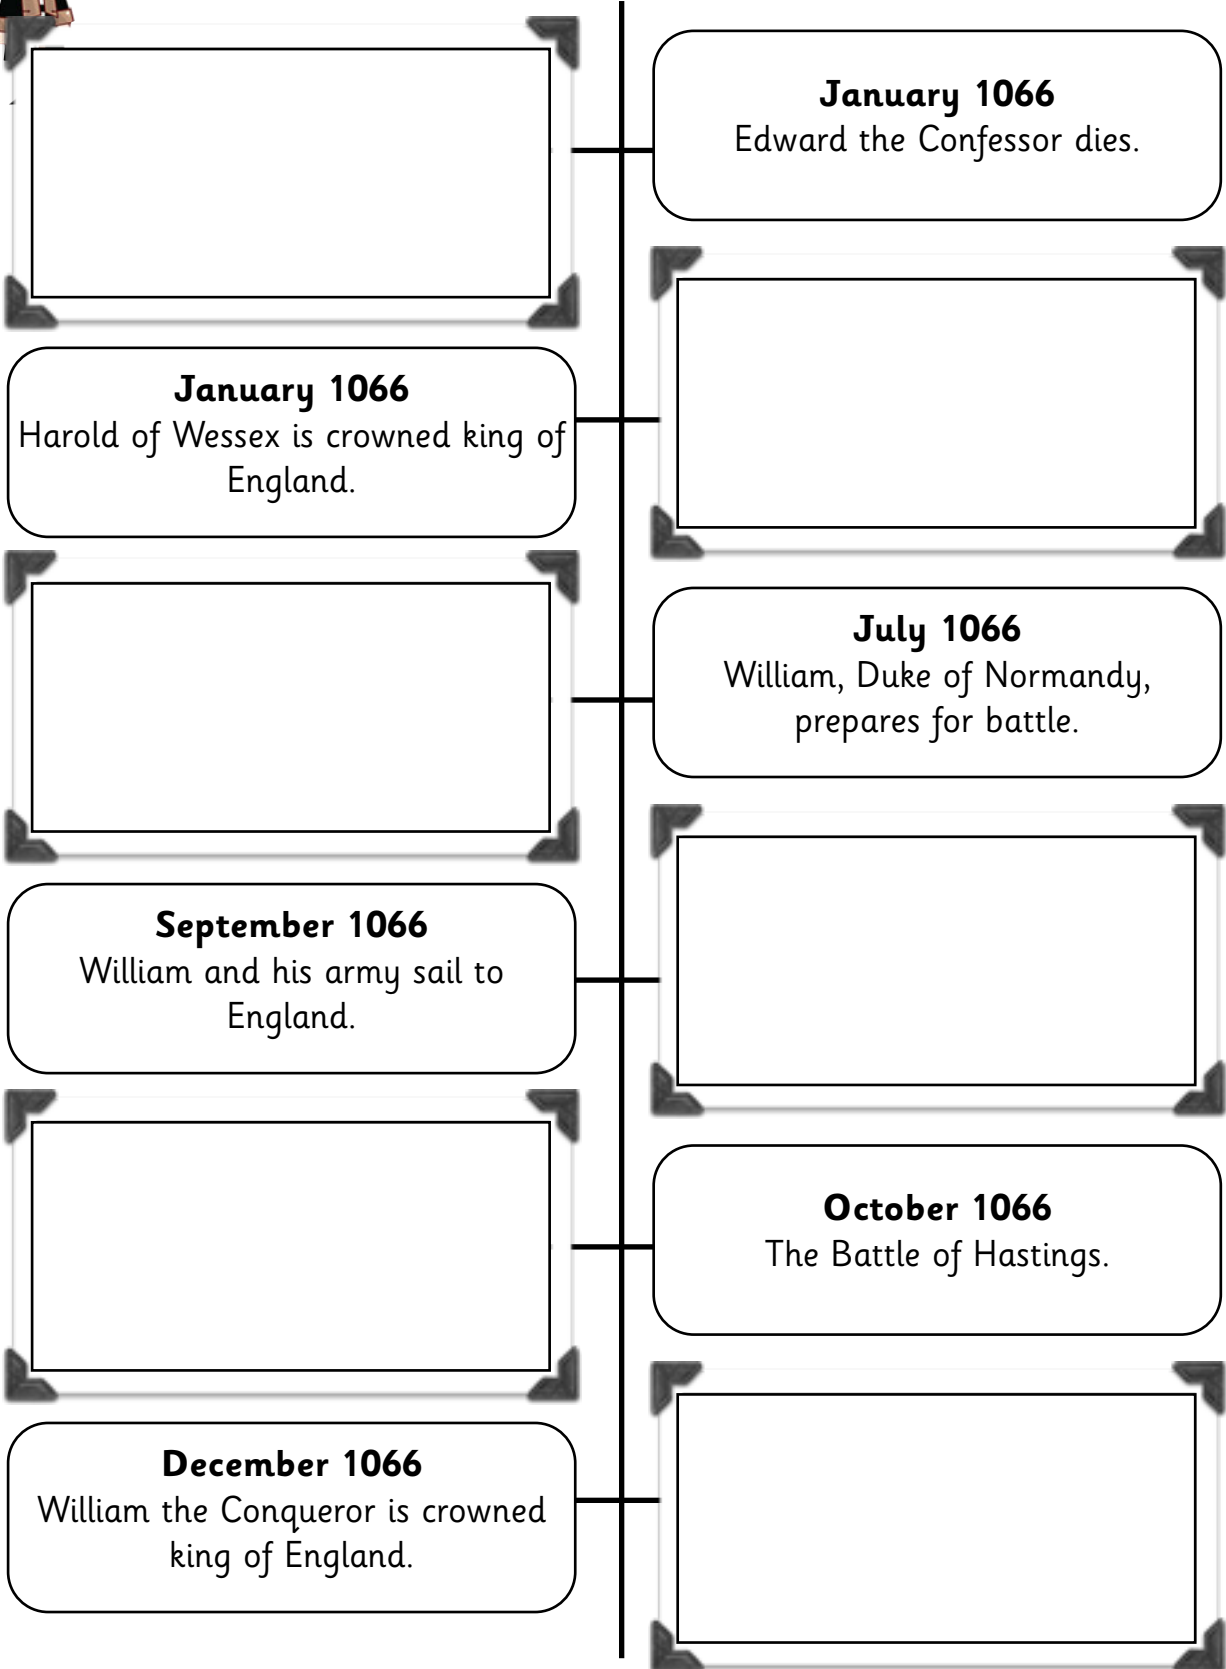 January 1066
Edward the Confessor dies.
January 1066
Harold of Wessex is crowned king of
England.
July 1066
William, Duke of Normandy,
prepares for battle.
September 1066
William and his army sail to
England.
October 1066
The Battle of Hastings.
December 1066
William the Conqueror is crowned
king of England.